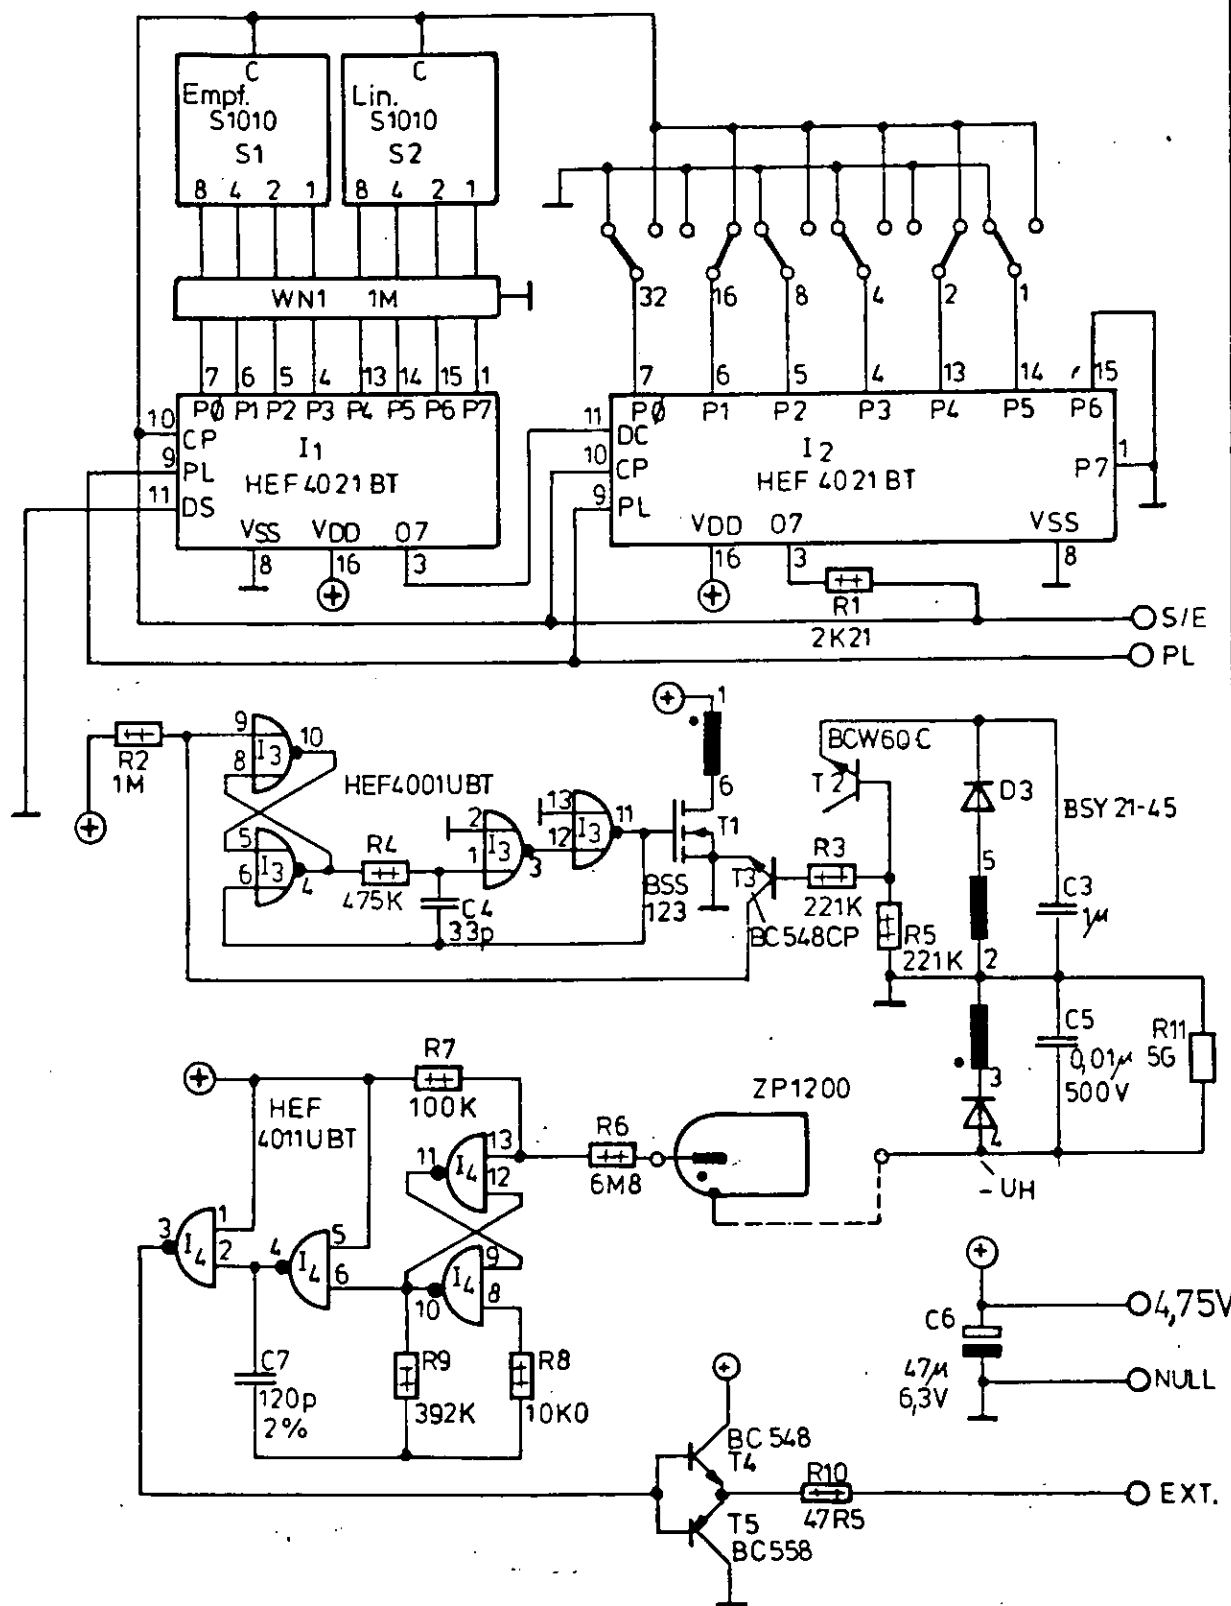 C
C
Empf.
S1010
S1
Lin.
S1010
S2
8 4 2 1
8 4 2 1
WN1 1M
32 16 8 4 2 1
7 6 5 4 13 14 15 1
PØ P1 P2 P3 P4 P5 P6 P7
10 CP
9 PL
11 DS
I1
HEF 4021 BT
VSS VDD O7
8 16 3
7 6 5 4 13 14 15
PØ P1 P2 P3 P4 P5 P6
11 DC
10 CP
9 PL
I2
HEF 4021 BT
P7 1
VDD O7 VSS
16 3 8
R1
2K21
S/E
PL
R2
1M
9
8
I3
10
HEF4001UBT
5
6
I3
4
R4
475K
C4
33p
2
1
I3
3
13
12
I3
11
1
6
T1
BSS
123
T3
BC548CP
R3
221K
BCW60C
T2
R5
221K
D3
BSY 21-45
5
2
C3
1µ
C5
0,01µ
500V
R11
5G
3
4
-UH
R7
100K
HEF
4011UBT
ZP1200
R6
6M8
11
I4
13
12
3
I4
1
2
4
I4
5
6
10
I4
9
8
C7
120p
2%
R9
392K
R8
10K0
4,75V
C6
47µ
6,3V
NULL
BC 548
T4
R10
47R5
EXT.
T5
BC558